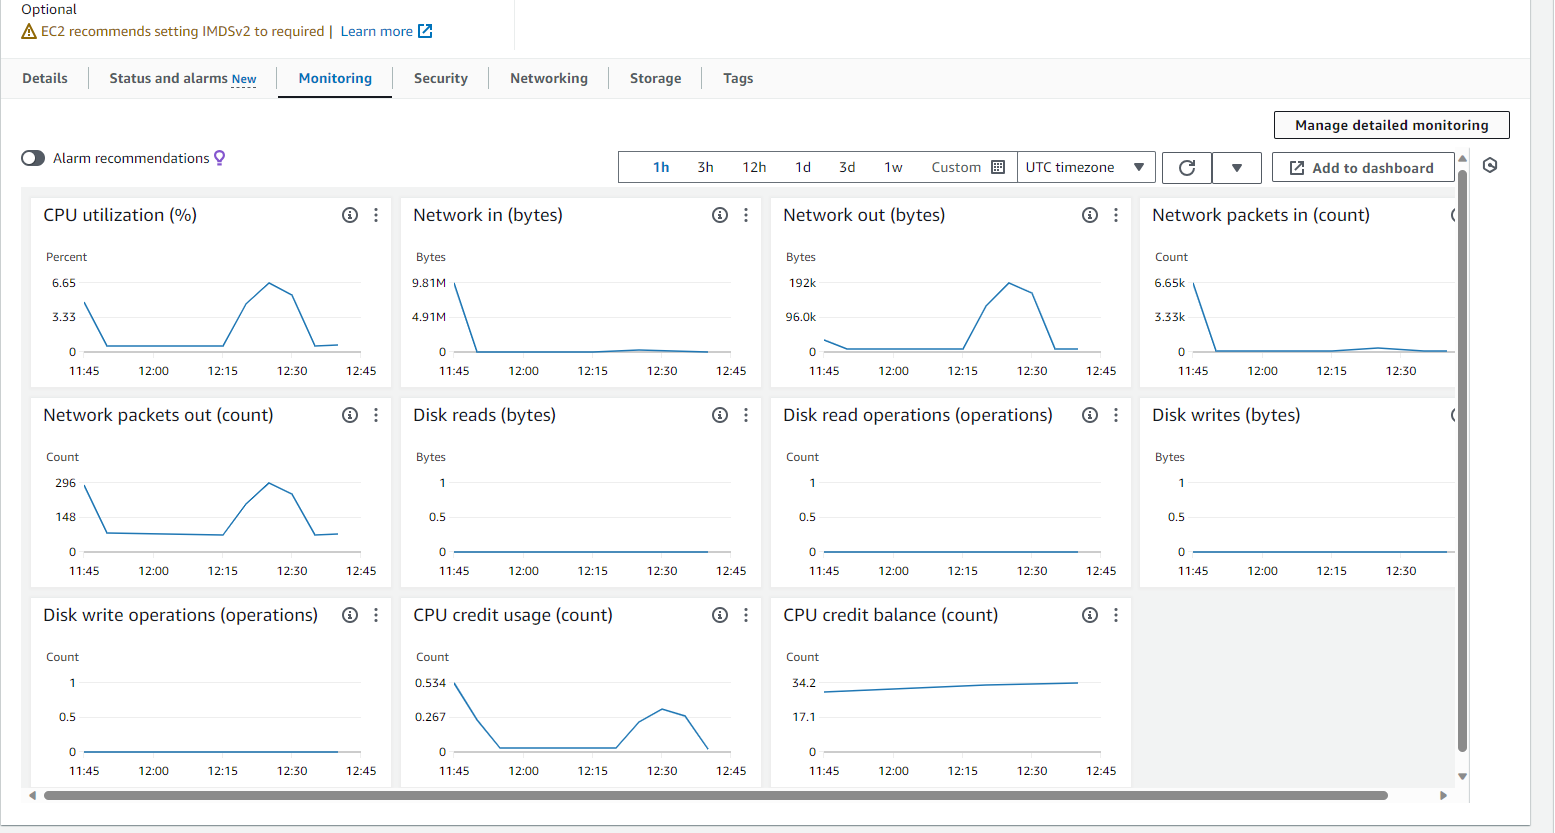 Optional
EC2 recommends setting IMDSv2 to required | Learn more
Details Status and alarms New Monitoring Security Networking Storage Tags
Manage detailed monitoring
Alarm recommendations
1h 3h 12h 1d 3d 1w Custom UTC timezone Add to dashboard
CPU utilization (%)
Percent
6.65
3.33
0
11:45 12:00 12:15 12:30 12:45
Network in (bytes)
Bytes
9.81M
4.91M
0
11:45 12:00 12:15 12:30 12:45
Network out (bytes)
Bytes
192k
96.0k
0
11:45 12:00 12:15 12:30 12:45
Network packets in (count)
Count
6.65k
3.33k
0
11:45 12:00 12:15 12:30
Network packets out (count)
Count
296
148
0
11:45 12:00 12:15 12:30 12:45
Disk reads (bytes)
Bytes
1
0.5
0
11:45 12:00 12:15 12:30 12:45
Disk read operations (operations)
Count
1
0.5
0
11:45 12:00 12:15 12:30 12:45
Disk writes (bytes)
Bytes
1
0.5
0
11:45 12:00 12:15 12:30
Disk write operations (operations)
Count
1
0.5
0
11:45 12:00 12:15 12:30 12:45
CPU credit usage (count)
Count
0.534
0.267
0
11:45 12:00 12:15 12:30 12:45
CPU credit balance (count)
Count
34.2
17.1
0
11:45 12:00 12:15 12:30 12:45